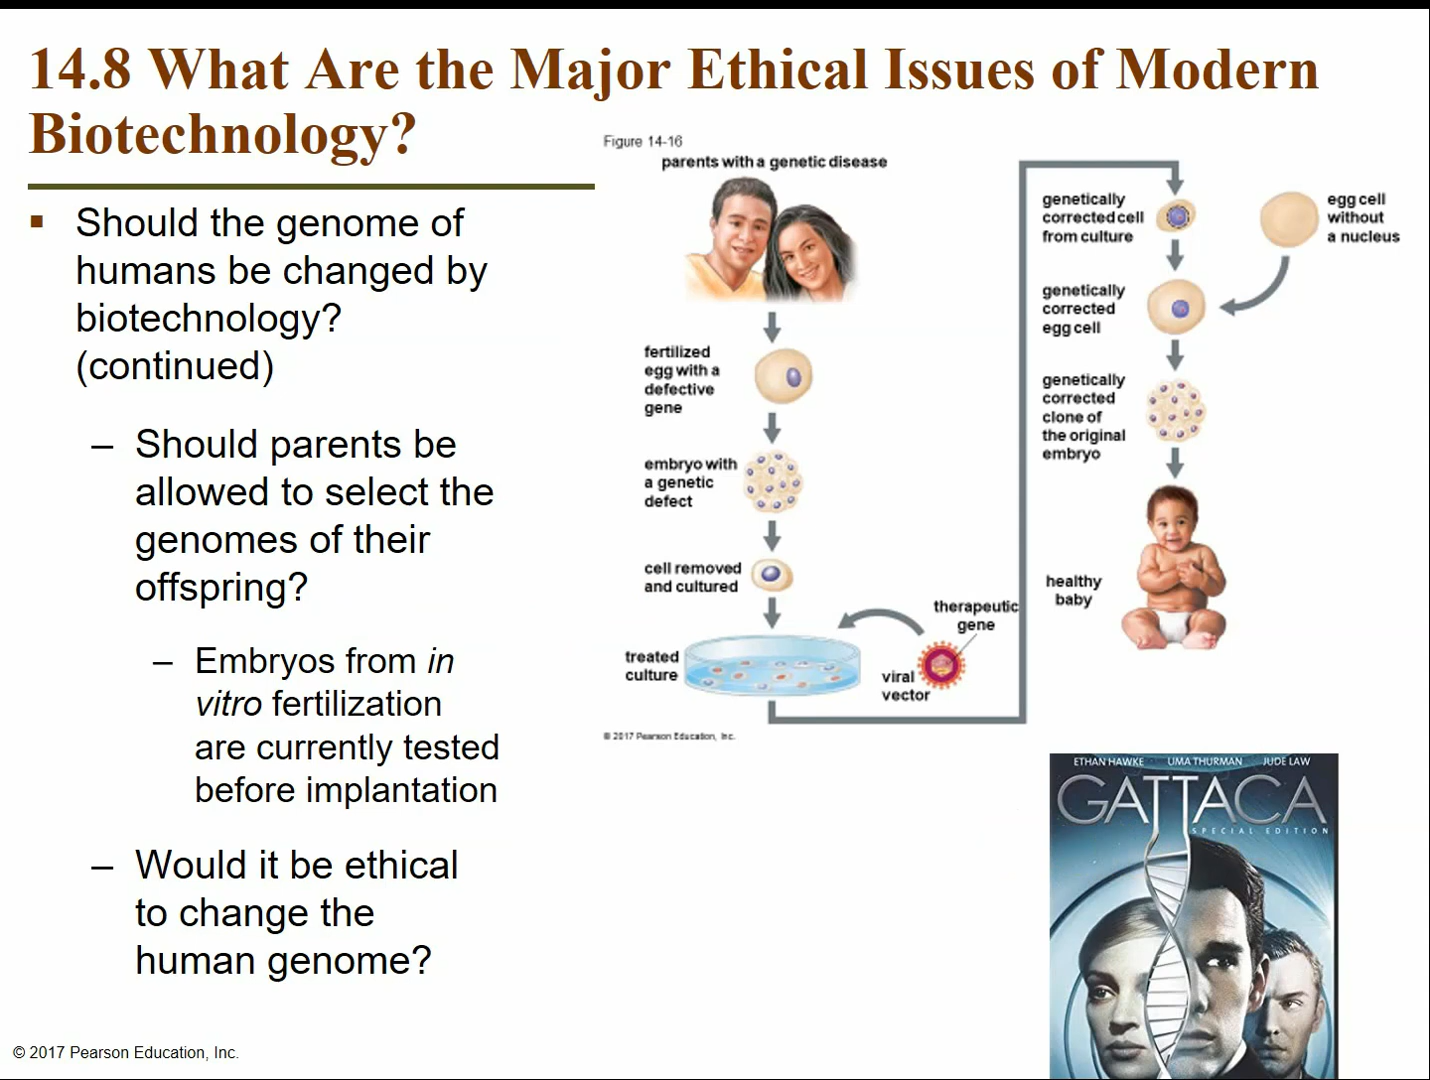 14.8 What Are the Major Ethical Issues of Modern
Biotechnology?
▪ Should the genome of
humans be changed by
biotechnology?
(continued)
– Should parents be
allowed to select the
genomes of their
offspring?
– Embryos from in
vitro fertilization
are currently tested
before implantation
– Would it be ethical
to change the
human genome?
Figure 14-16
parents with a genetic disease
fertilized
egg with a
defective
gene
embryo with
a genetic
defect
cell removed
and cultured
treated
culture
viral
vector
therapeutic
gene
genetically
corrected cell
from culture
egg cell
without
a nucleus
genetically
corrected
egg cell
genetically
corrected
clone of
the original
embryo
healthy
baby
© 2017 Pearson Education, Inc.
ETHAN HAWKE UMA THURMAN JUDE LAW
GATTACA
SPECIAL EDITION
© 2017 Pearson Education, Inc.